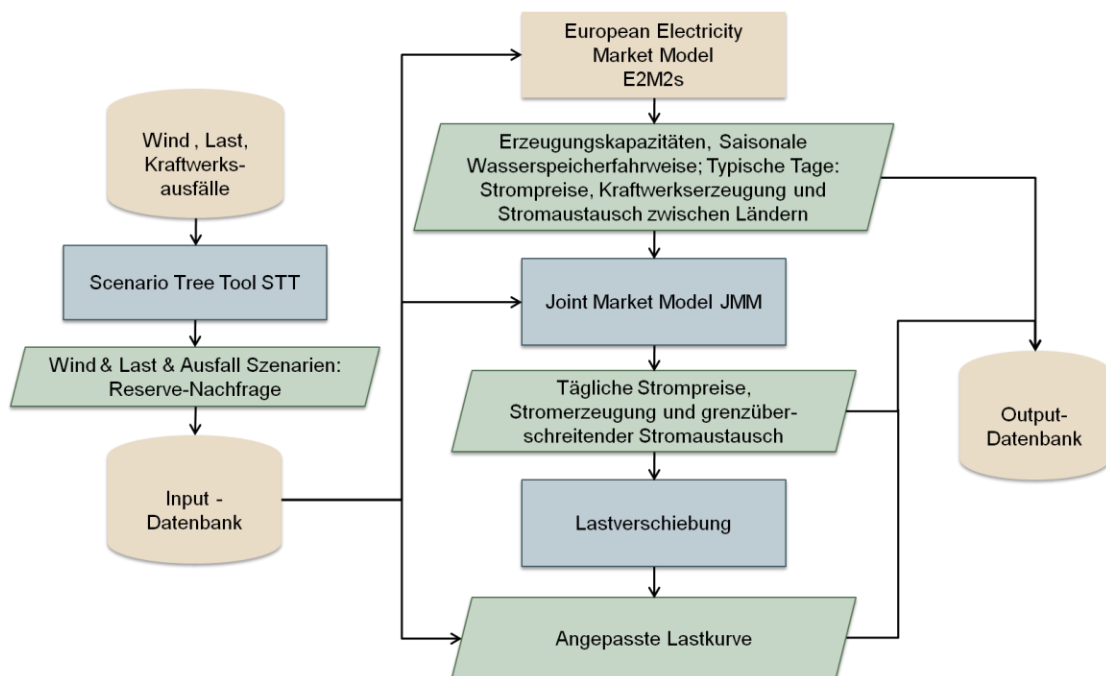 Wind , Last,
Kraftwerks-
ausfälle
Scenario Tree Tool STT
Wind & Last & Ausfall Szenarien:
Reserve-Nachfrage
Input -
Datenbank
European Electricity
Market Model
E2M2s
Erzeugungskapazitäten, Saisonale
Wasserspeicherfahrweise; Typische Tage:
Strompreise, Kraftwerkserzeugung und
Stromaustausch zwischen Ländern
Joint Market Model JMM
Tägliche Strompreise,
Stromerzeugung und grenzüber-
schreitender Stromaustausch
Lastverschiebung
Angepasste Lastkurve
Output-
Datenbank